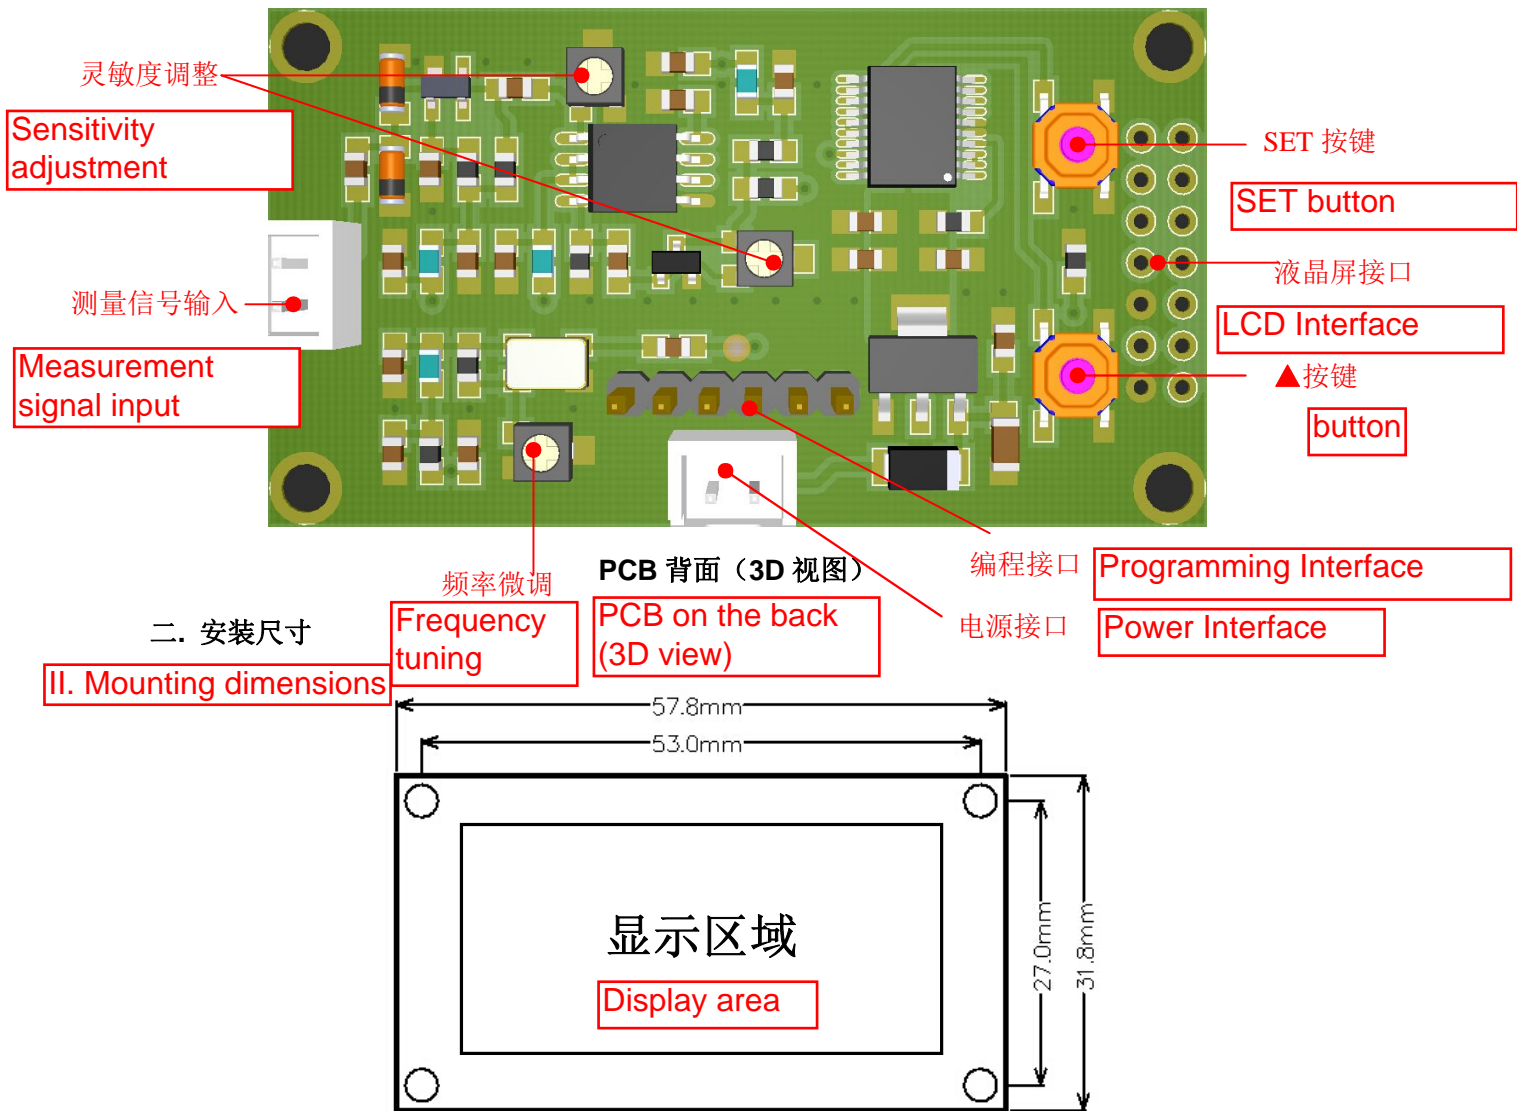 灵敏度调整
Sensitivity
adjustment
SET 按键
SET button
液晶屏接口
LCD Interface
测量信号输入
Measurement
signal input
▲按键
button
编程接口
Programming Interface
频率微调
Frequency
tuning
PCB 背面（3D 视图）
PCB on the back
(3D view)
电源接口
Power Interface
二. 安装尺寸
II. Mounting dimensions
57.8mm
53.0mm
27.0mm
31.8mm
显示区域
Display area